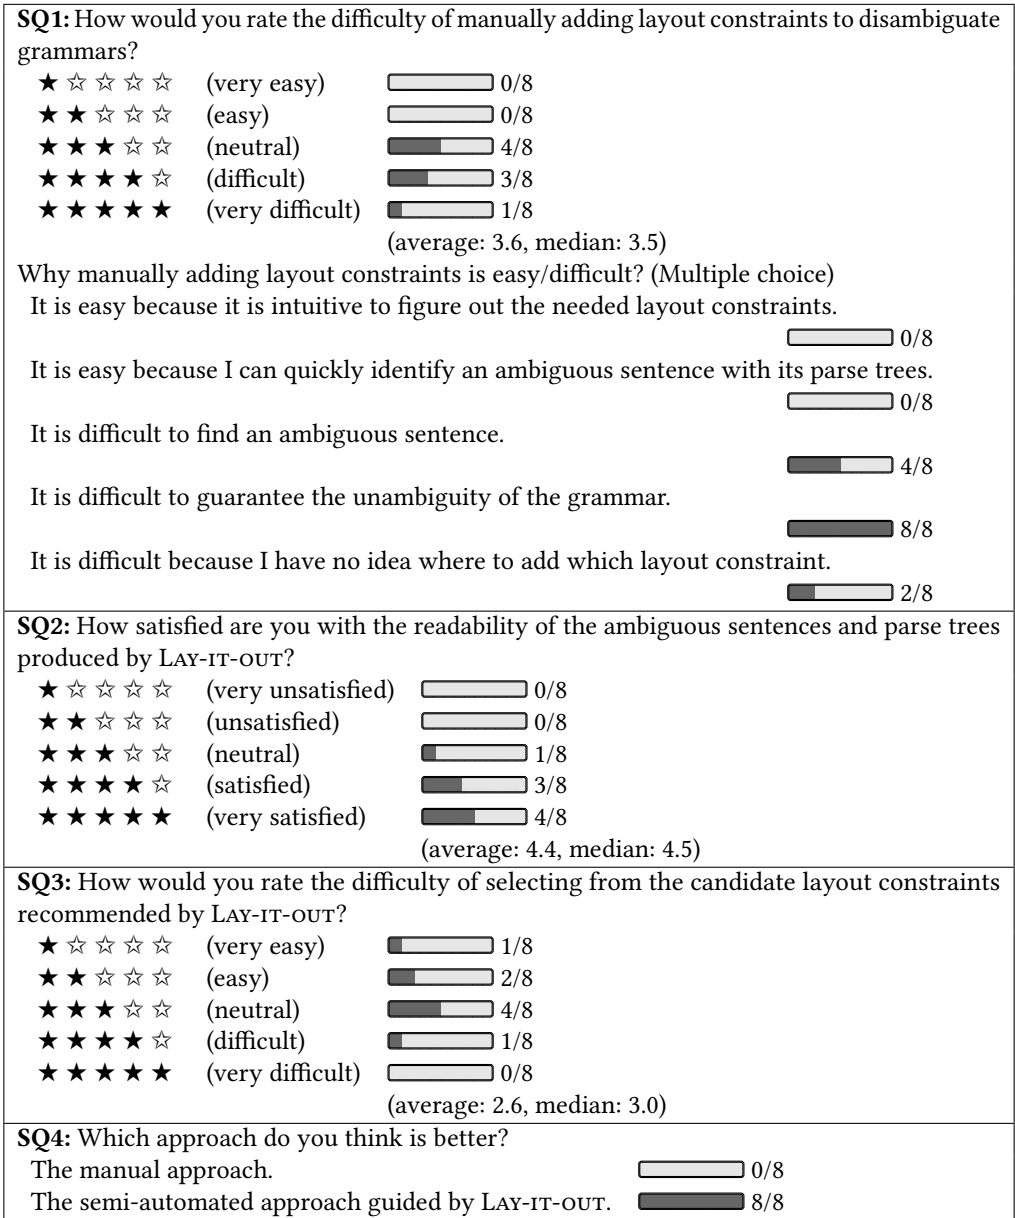 SQ1: How would you rate the difficulty of manually adding layout constraints to disambiguate
grammars?
★ ☆ ☆ ☆ ☆ (very easy) 0/8
★ ★ ☆ ☆ ☆ (easy) 0/8
★ ★ ★ ☆ ☆ (neutral) 4/8
★ ★ ★ ★ ☆ (difficult) 3/8
★ ★ ★ ★ ★ (very difficult) 1/8
(average: 3.6, median: 3.5)
Why manually adding layout constraints is easy/difficult? (Multiple choice)
It is easy because it is intuitive to figure out the needed layout constraints.
0/8
It is easy because I can quickly identify an ambiguous sentence with its parse trees.
0/8
It is difficult to find an ambiguous sentence.
4/8
It is difficult to guarantee the unambiguity of the grammar.
8/8
It is difficult because I have no idea where to add which layout constraint.
2/8
SQ2: How satisfied are you with the readability of the ambiguous sentences and parse trees
produced by LAY-IT-OUT?
★ ☆ ☆ ☆ ☆ (very unsatisfied) 0/8
★ ★ ☆ ☆ ☆ (unsatisfied) 0/8
★ ★ ★ ☆ ☆ (neutral) 1/8
★ ★ ★ ★ ☆ (satisfied) 3/8
★ ★ ★ ★ ★ (very satisfied) 4/8
(average: 4.4, median: 4.5)
SQ3: How would you rate the difficulty of selecting from the candidate layout constraints
recommended by LAY-IT-OUT?
★ ☆ ☆ ☆ ☆ (very easy) 1/8
★ ★ ☆ ☆ ☆ (easy) 2/8
★ ★ ★ ☆ ☆ (neutral) 4/8
★ ★ ★ ★ ☆ (difficult) 1/8
★ ★ ★ ★ ★ (very difficult) 0/8
(average: 2.6, median: 3.0)
SQ4: Which approach do you think is better?
The manual approach. 0/8
The semi-automated approach guided by LAY-IT-OUT. 8/8